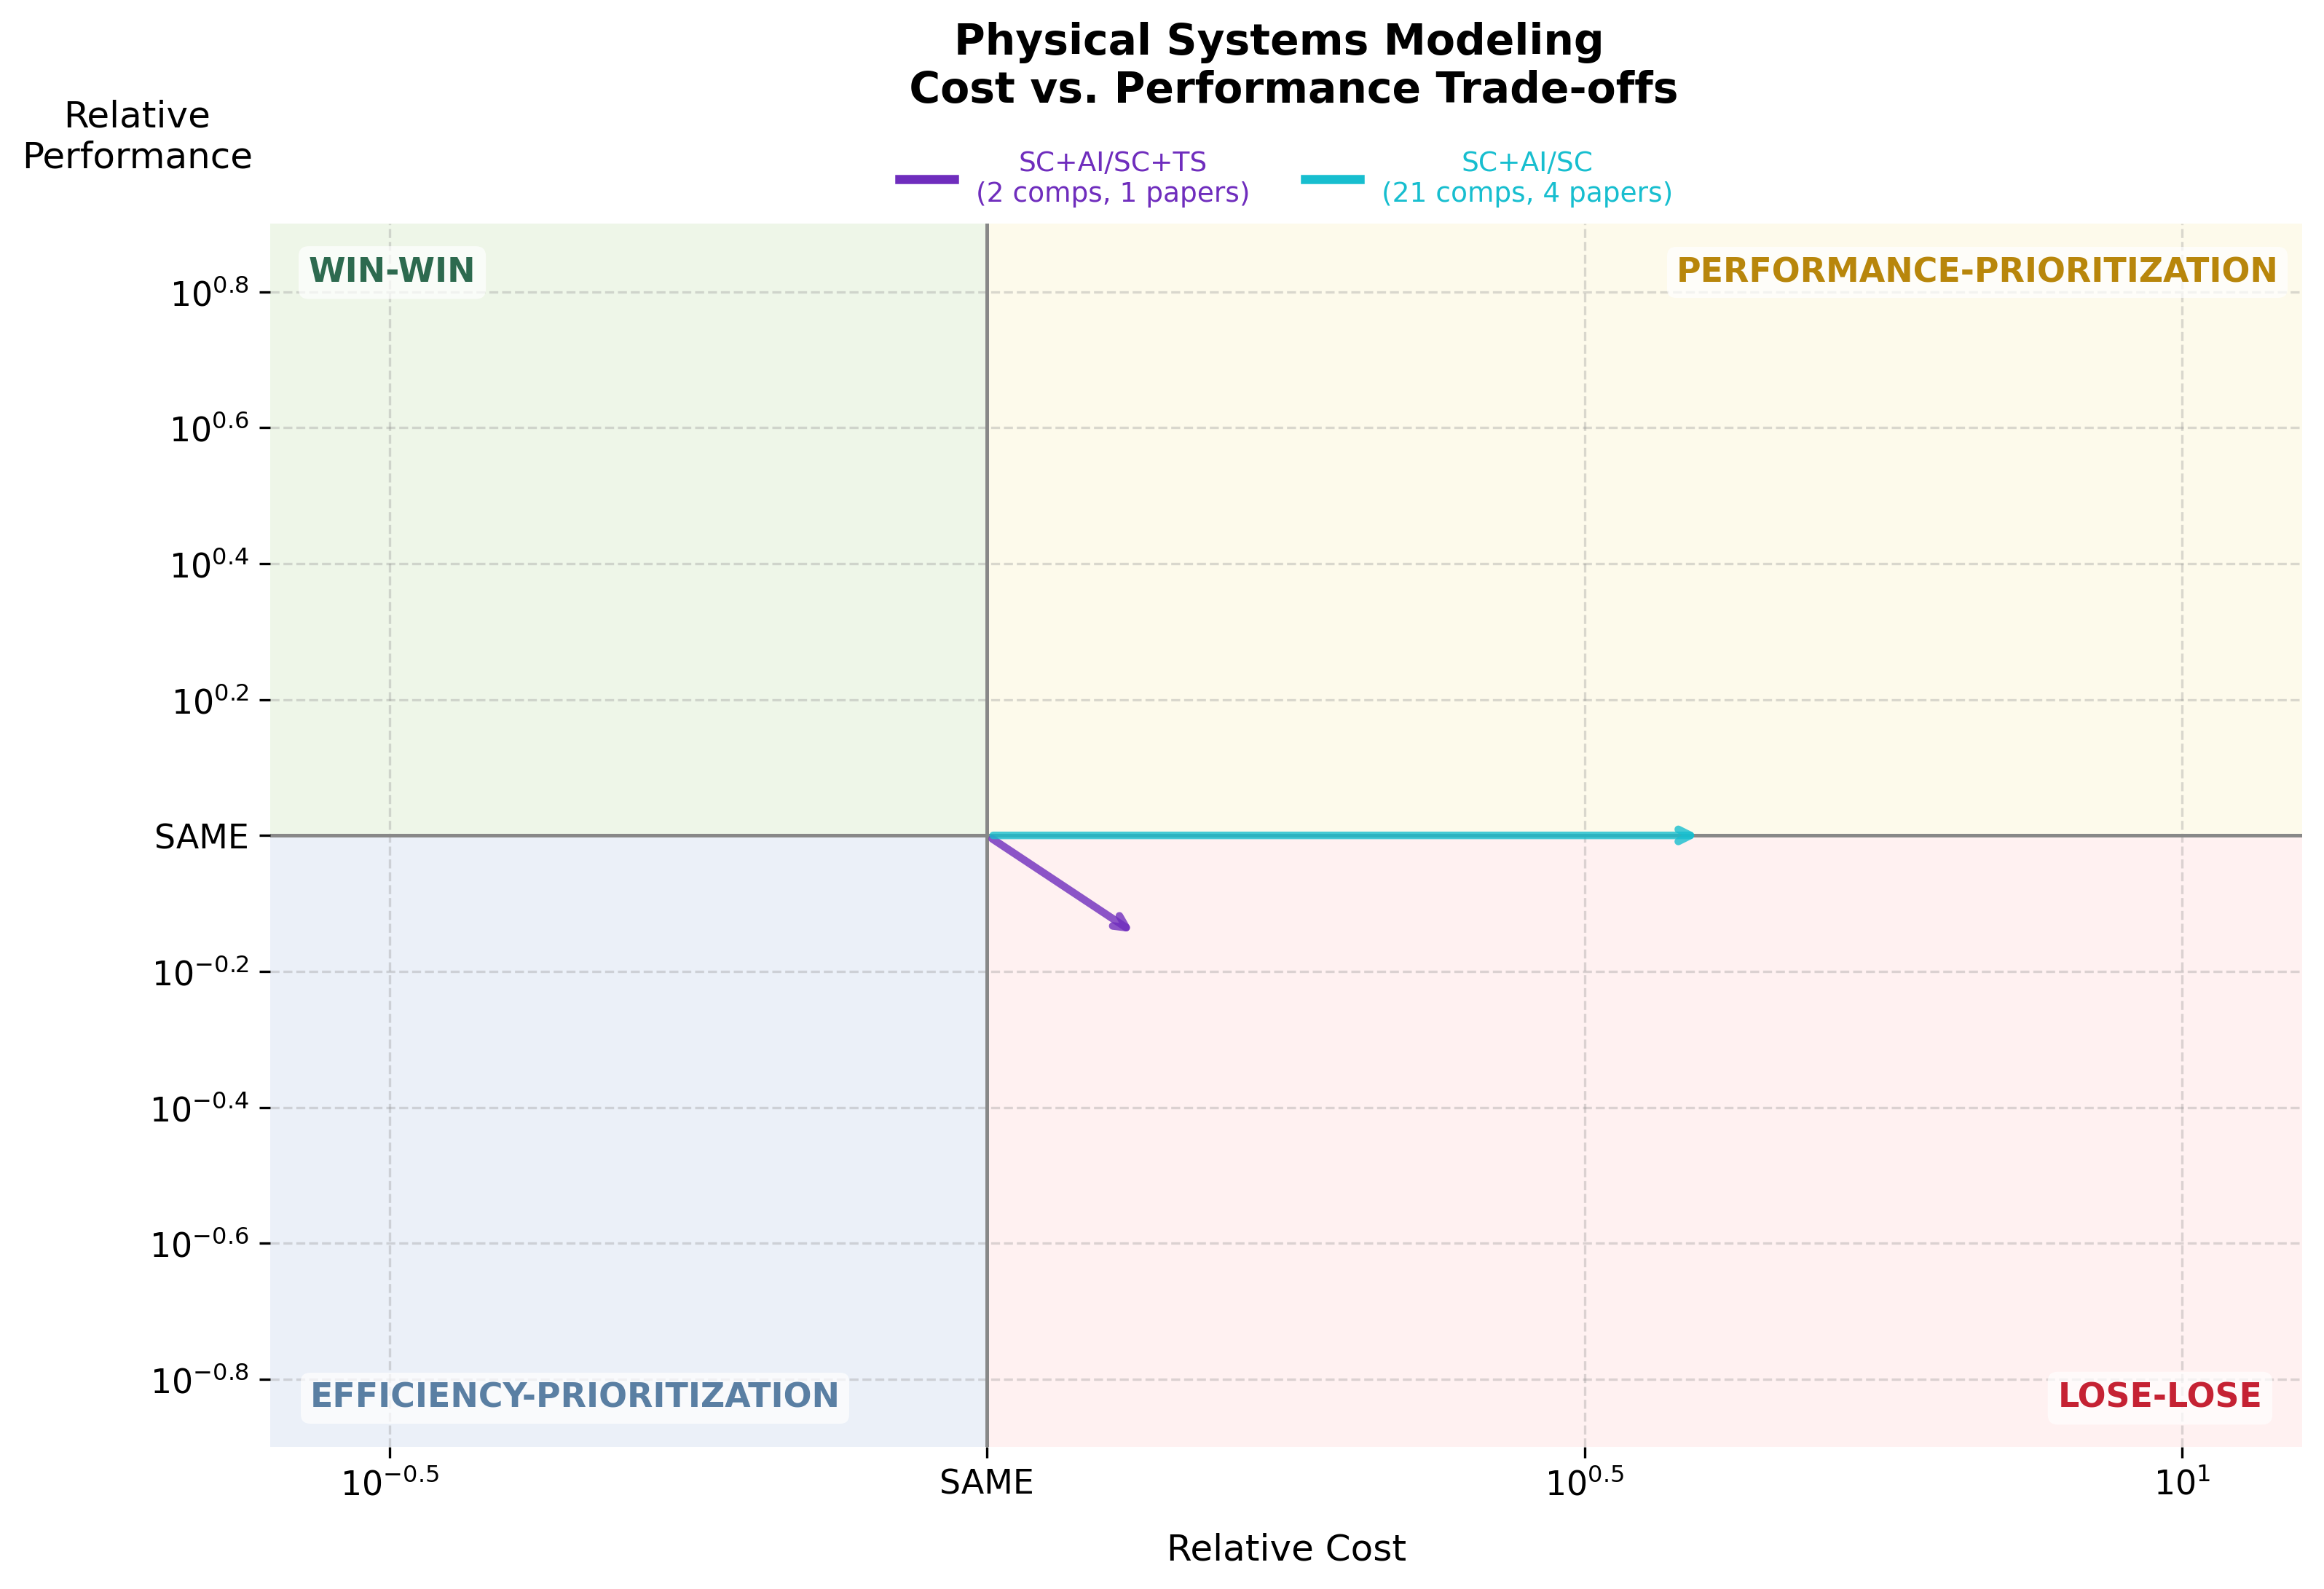 Physical Systems Modeling
Cost vs. Performance Trade-offs
Relative
Performance
SC+AI/SC+TS
(2 comps, 1 papers)
SC+AI/SC
(21 comps, 4 papers)
WIN-WIN
PERFORMANCE-PRIORITIZATION
10^0.8
10^0.6
10^0.4
10^0.2
SAME
10^−0.2
10^−0.4
10^−0.6
10^−0.8
EFFICIENCY-PRIORITIZATION
LOSE-LOSE
10^−0.5
SAME
10^0.5
10^1
Relative Cost